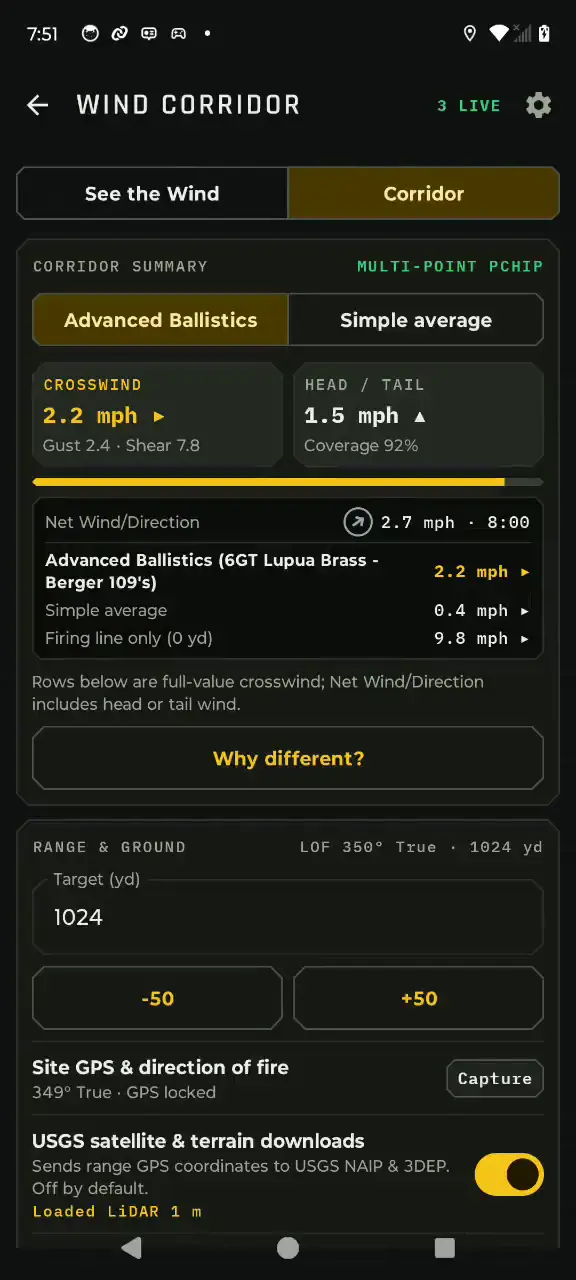 7:51
WIND CORRIDOR
3 LIVE
See the Wind
Corridor
CORRIDOR SUMMARY
MULTI-POINT PCHIP
Advanced Ballistics
Simple average
CROSSWIND
2.2 mph ►
Gust 2.4 · Shear 7.8
HEAD / TAIL
1.5 mph ▲
Coverage 92%
Net Wind/Direction
2.7 mph · 8:00
Advanced Ballistics (6GT Lupua Brass -
Berger 109's)
2.2 mph ►
Simple average
0.4 mph ►
Firing line only (0 yd)
9.8 mph ►
Rows below are full-value crosswind; Net Wind/Direction
includes head or tail wind.
Why different?
RANGE & GROUND
LOF 350° True · 1024 yd
Target (yd)
1024
-50
+50
Site GPS & direction of fire
349° True · GPS locked
Capture
USGS satellite & terrain downloads
Sends range GPS coordinates to USGS NAIP & 3DEP.
Off by default.
Loaded LiDAR 1 m